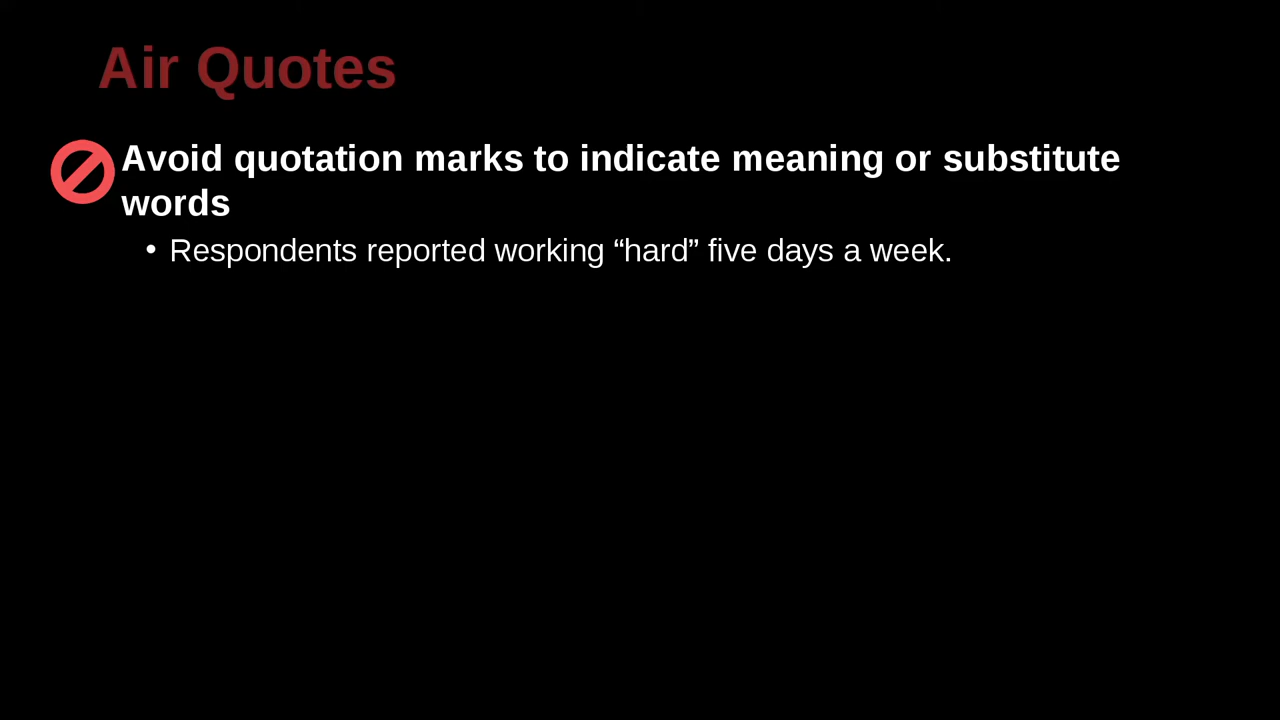 Air Quotes
Avoid quotation marks to indicate meaning or substitute
words
• Respondents reported working “hard” five days a week.